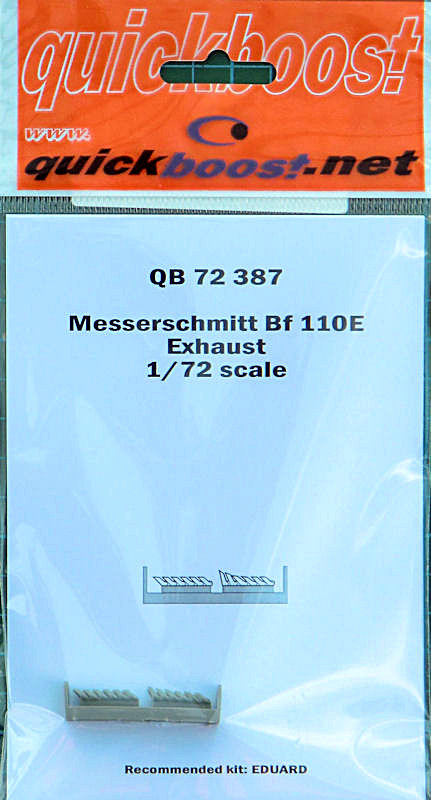 quickboost
www.
quickboost.net
QB 72 387
Messerschmitt Bf 110E
Exhaust
1/72 scale
Recommended kit: EDUARD